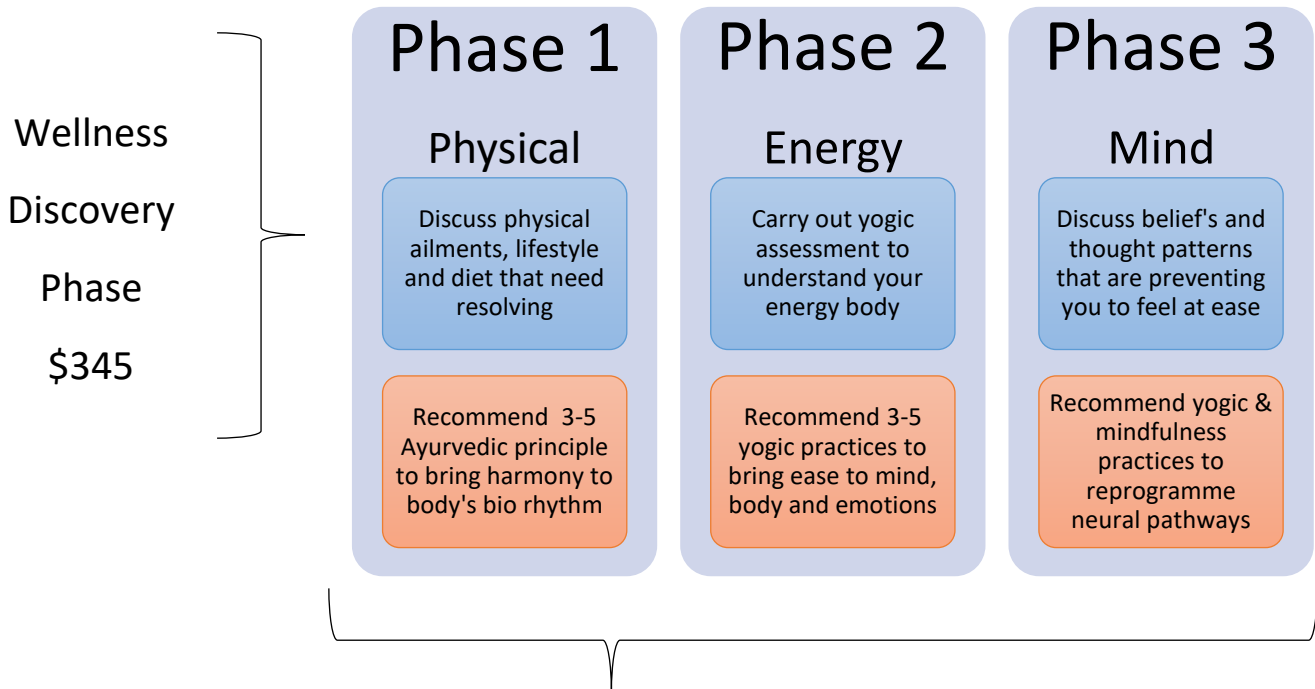 Wellness
Discovery
Phase
$345
Phase 1
Physical
Discuss physical
ailments, lifestyle
and diet that need
resolving
Recommend  3-5
Ayurvedic principle
to bring harmony to
body's bio rhythm
Phase 2
Energy
Carry out yogic
assessment to
understand your
energy body
Recommend 3-5
yogic practices to
bring ease to mind,
body and emotions
Phase 3
Mind
Discuss belief's and
thought patterns
that are preventing
you to feel at ease
Recommend yogic &
mindfulness
practices to
reprogramme
neural pathways